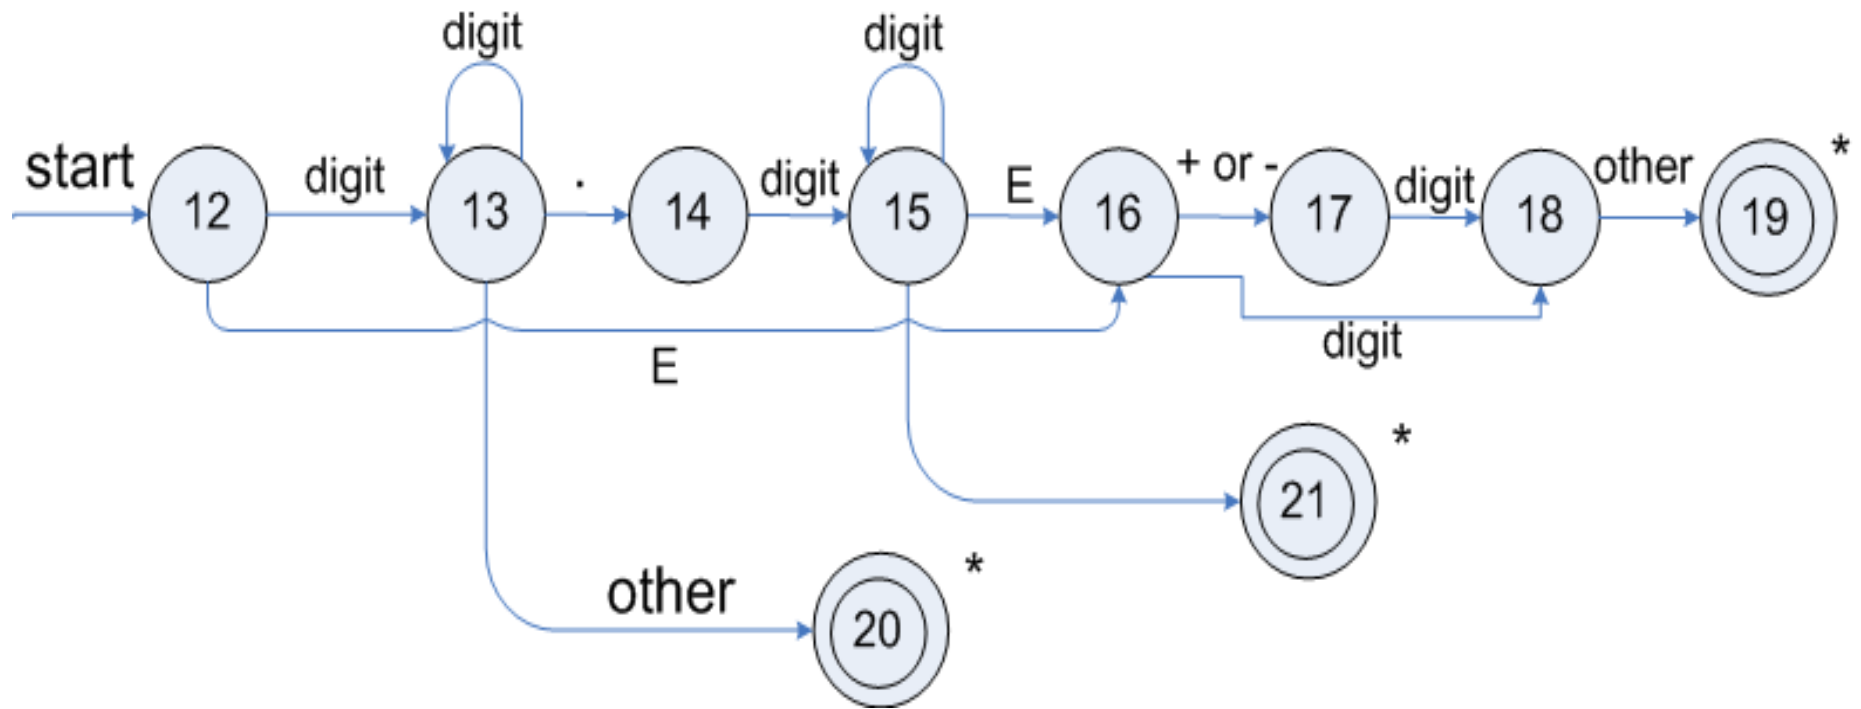 digit
digit
start
digit
.
digit
E
+ or -
digit
other
*
12
13
14
15
16
17
18
19
E
digit
*
21
other
*
20